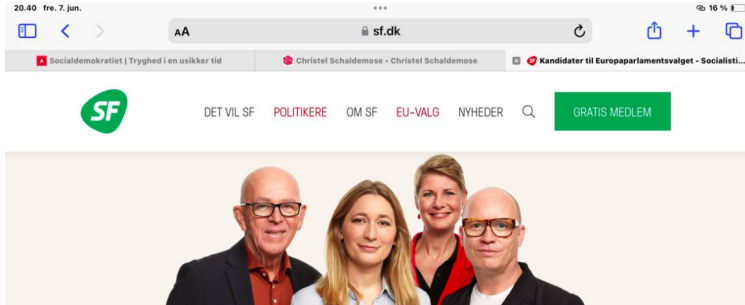 20.40 fre. 7. jun.
16 %
AA
sf.dk
Socialdemokratiet | Tryghed i en usikker tid
Christel Schaldemose • Christel Schaldemose
Kandidater til Europaparlamentsvalget - Socialisti...
SF
DET VIL SF POLITIKERE OM SF EU-VALG NYHEDER
GRATIS MEDLEM